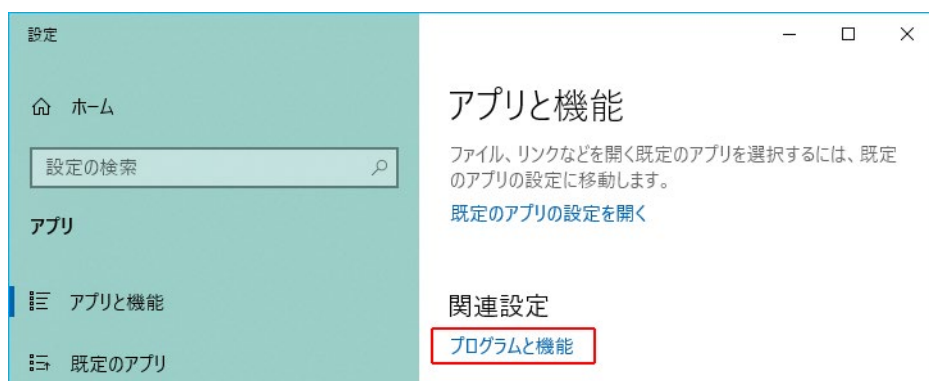 設定
ホーム
設定の検索
アプリ
アプリと機能
既定のアプリ
アプリと機能
ファイル、リンクなどを開く既定のアプリを選択するには、既定
のアプリの設定に移動します。
既定のアプリの設定を開く
関連設定
プログラムと機能